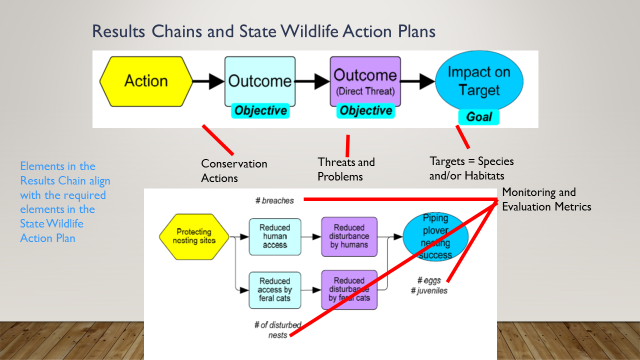 Results Chains and State Wildlife Action Plans
Action
Outcome
Objective
Outcome
(Direct Threat)
Objective
Impact on
Target
Goal
Conservation
Actions
Threats and
Problems
Targets = Species
and/or Habitats
Elements in the
Results Chain align
with the required
elements in the
State Wildlife
Action Plan
Monitoring and
Evaluation Metrics
# breaches
Protecting
nesting sites
Reduced
human
access
Reduced
disturbance
by humans
Piping
plover
nesting
success
Reduced
access by
feral cats
Reduced
disturbance
by feral cats
# eggs
# juveniles
# of disturbed
nests